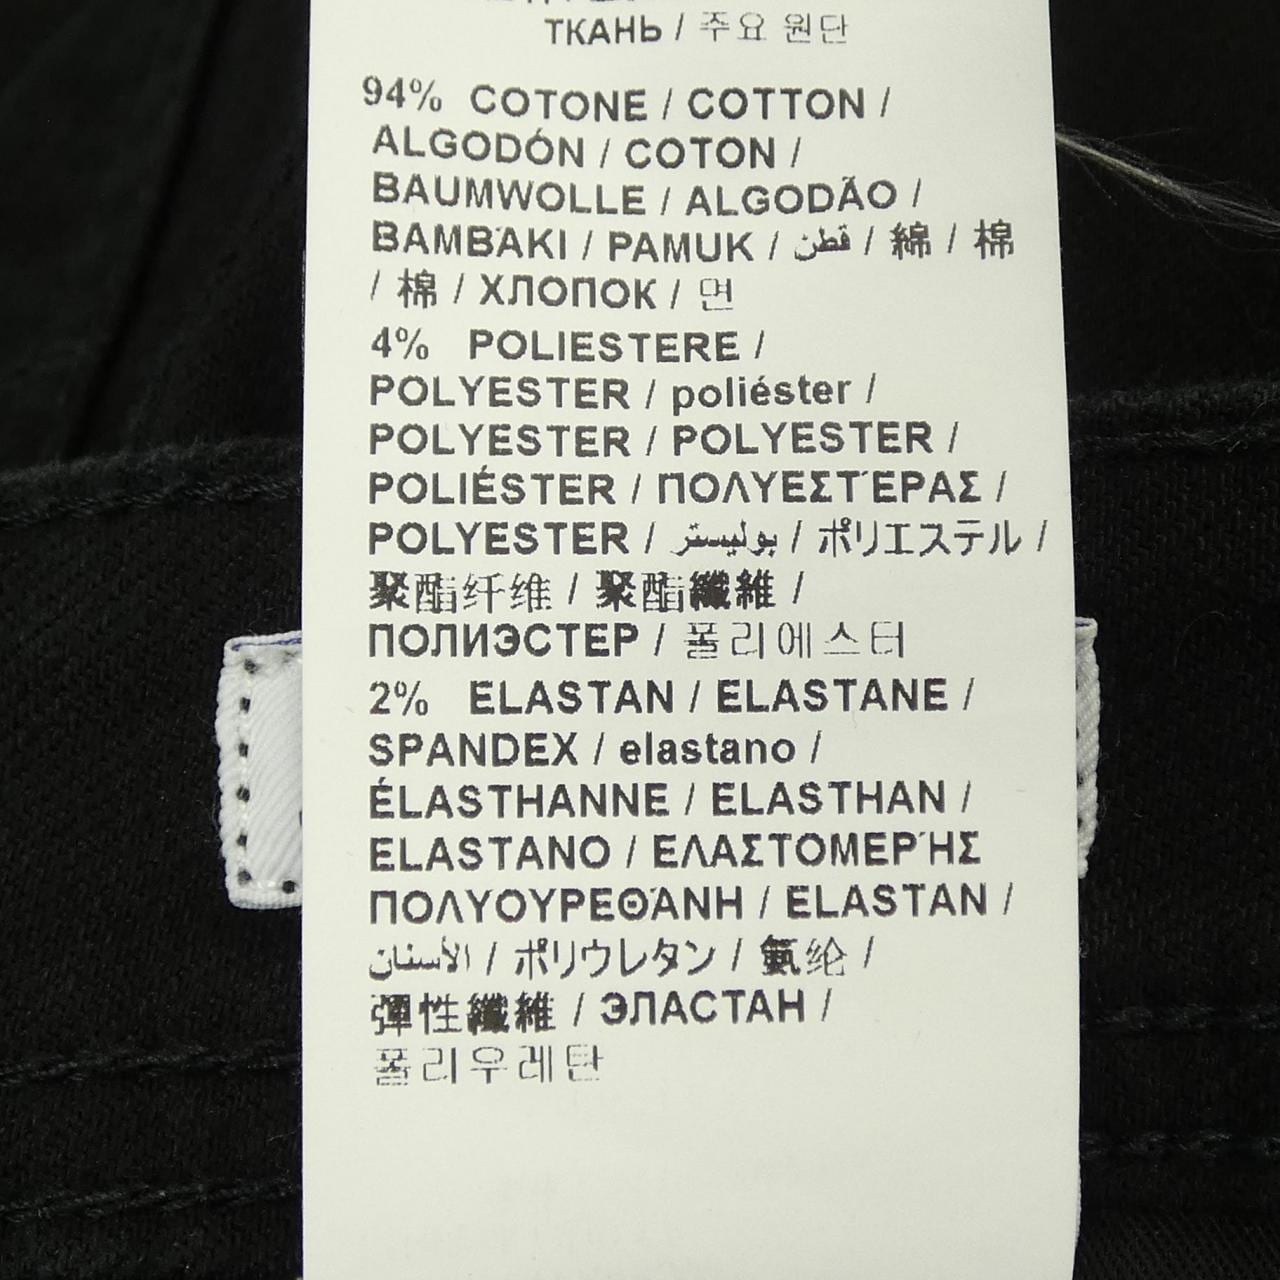 ТКАНЬ / 주요 원단
94% COTONE / COTTON /
ALGODÓN / COTON /
BAUMWOLLE / ALGODÃO /
ΒΑΜΒΆΚΙ / PAMUK / قطن / 綿 / 棉
/ 棉 / ХЛОПОК / 면
4% POLIESTERE /
POLYESTER / poliéster /
POLYESTER / POLYESTER /
POLIÉSTER / ΠΟΛΥΕΣΤΈΡΑΣ /
POLYESTER / بوليستر / ポリエステル /
聚酯纤维 / 聚酯纖維 /
ПОЛИЭСТЕР / 폴리에스터
2% ELASTAN / ELASTANE /
SPANDEX / elastano /
ÉLASTHANNE / ELASTHAN /
ELASTANO / ΕΛΑΣΤΟΜΕΡΉΣ
ΠΟΛΥΟΥΡΕΘΆΝΗ / ELASTAN /
الأسنان / ポリウレタン / 氨纶 /
彈性纖維 / ЭЛАСТАН /
폴리우레탄